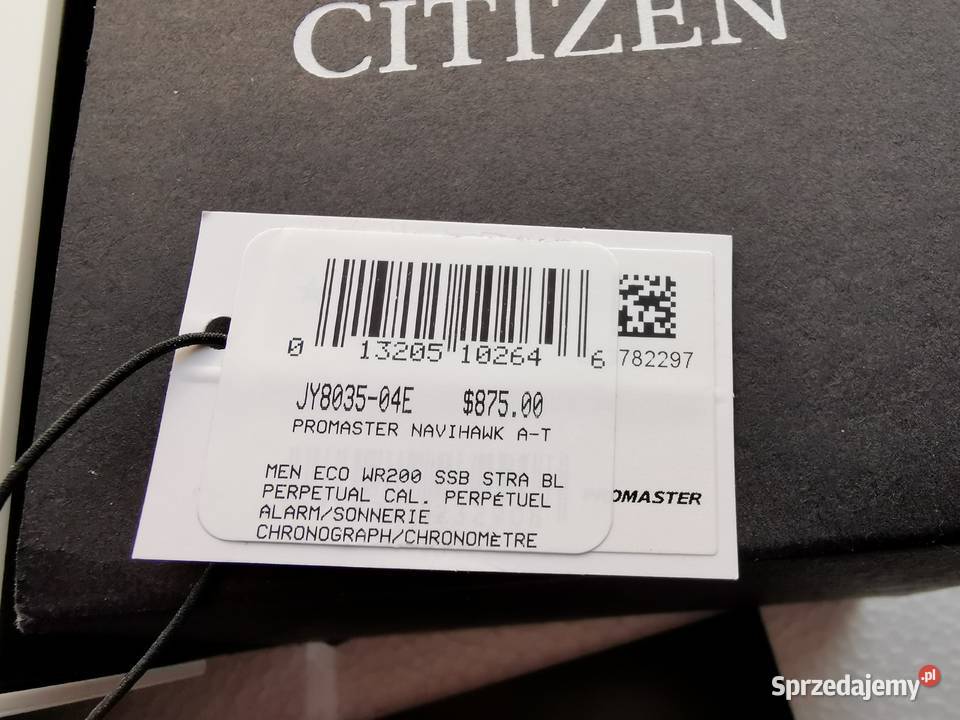 CITIZEN
0 13205 10264 6
782297
JY8035-04E $875.00
PROMASTER NAVIHAWK A-T
MEN ECO WR200 SSB STRA BL
PERPETUAL CAL. PERPÉTUEL
ALARM/SONNERIE
CHRONOGRAPH/CHRONOMÈTRE
OMASTER
Sprzedajemy.pl